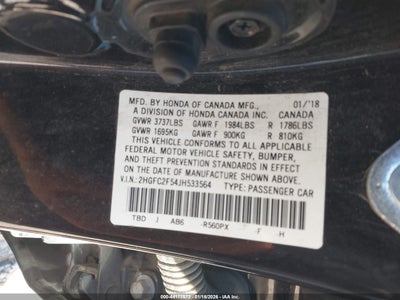 MFD. BY HONDA OF CANADA MFG., 01/'18
A DIVISION OF HONDA CANADA INC. CANADA
GVWR 3737LBS GAWR F 1984LBS R 1786LBS
GVWR 1695KG GAWR F 900KG R 810KG
THIS VEHICLE CONFORMS TO ALL APPLICABLE
FEDERAL MOTOR VEHICLE SAFETY, BUMPER,
AND THEFT PREVENTION STANDARDS IN EFFECT
ON THE DATE OF MANUFACTURE SHOWN ABOVE.
V.I.N.: 2HGFC2F54JH533564 TYPE: PASSENGER CAR
TBD J AB6 R560PX F H